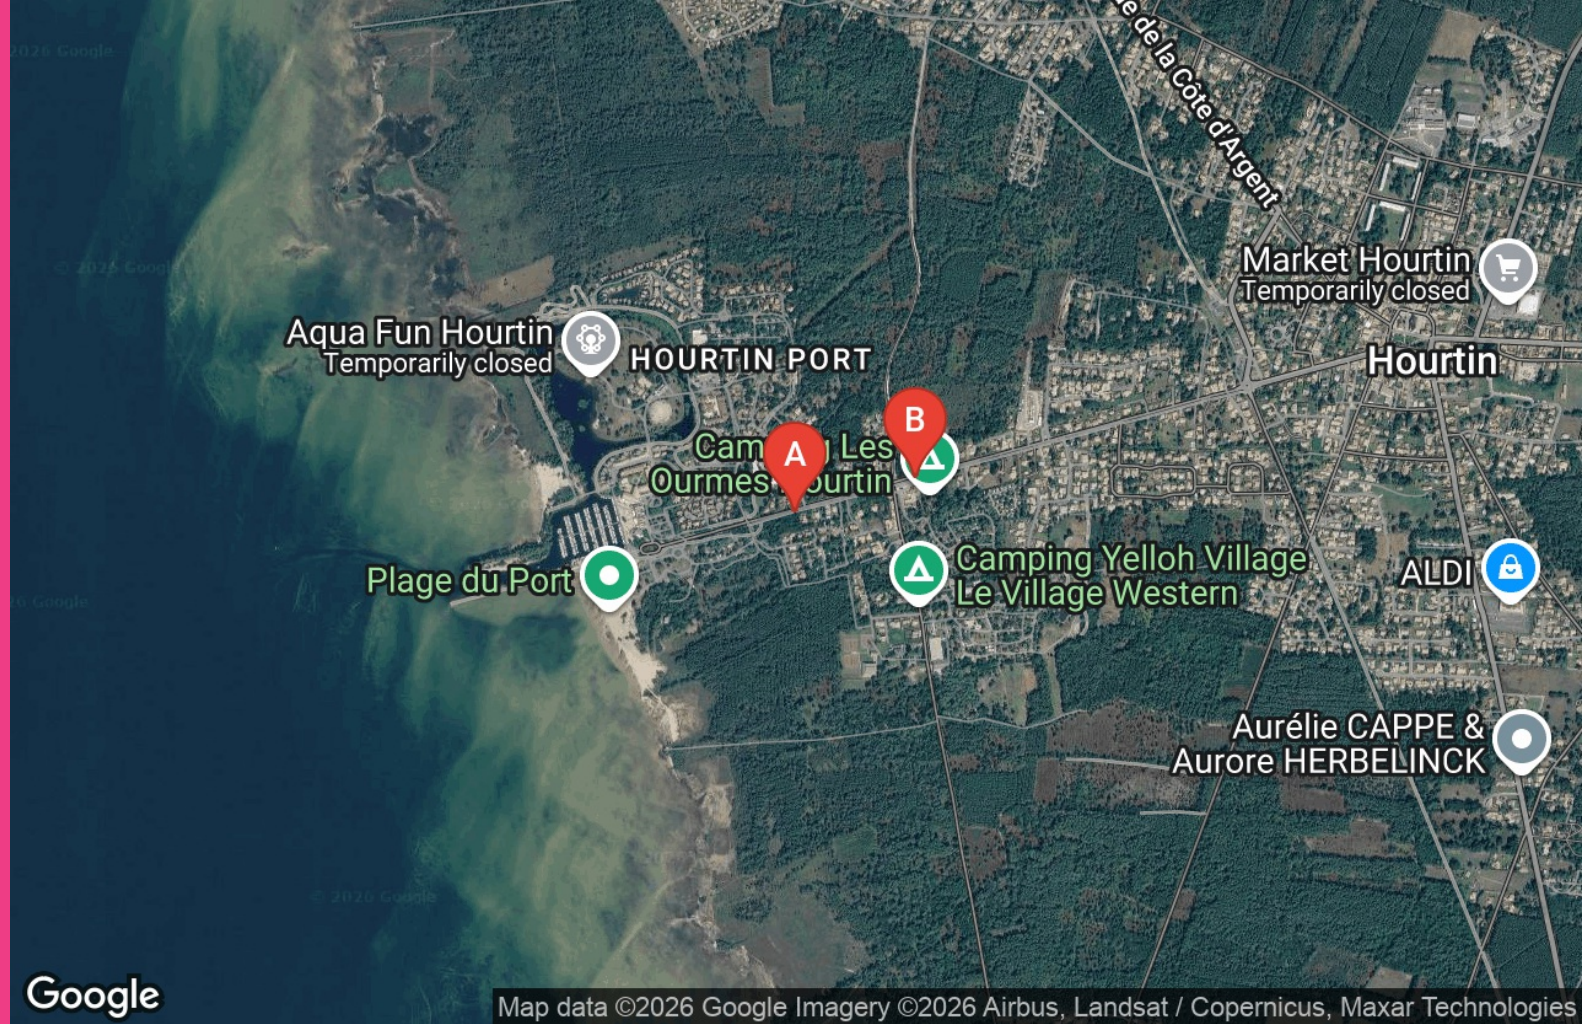 e de la Côte d'Argent
Market Hourtin
Temporarily closed
Aqua Fun Hourtin
Temporarily closed
HOURTIN PORT
Hourtin
B
A
Les
Ourmes
Plage du Port
Camping Yelloh Village
Le Village Western
ALDI
Aurélie CAPPE &
Aurore HERBELINCK
© 2026 Google
Google
Map data ©2026 Google Imagery ©2026 Airbus, Landsat / Copernicus, Maxar Technologies